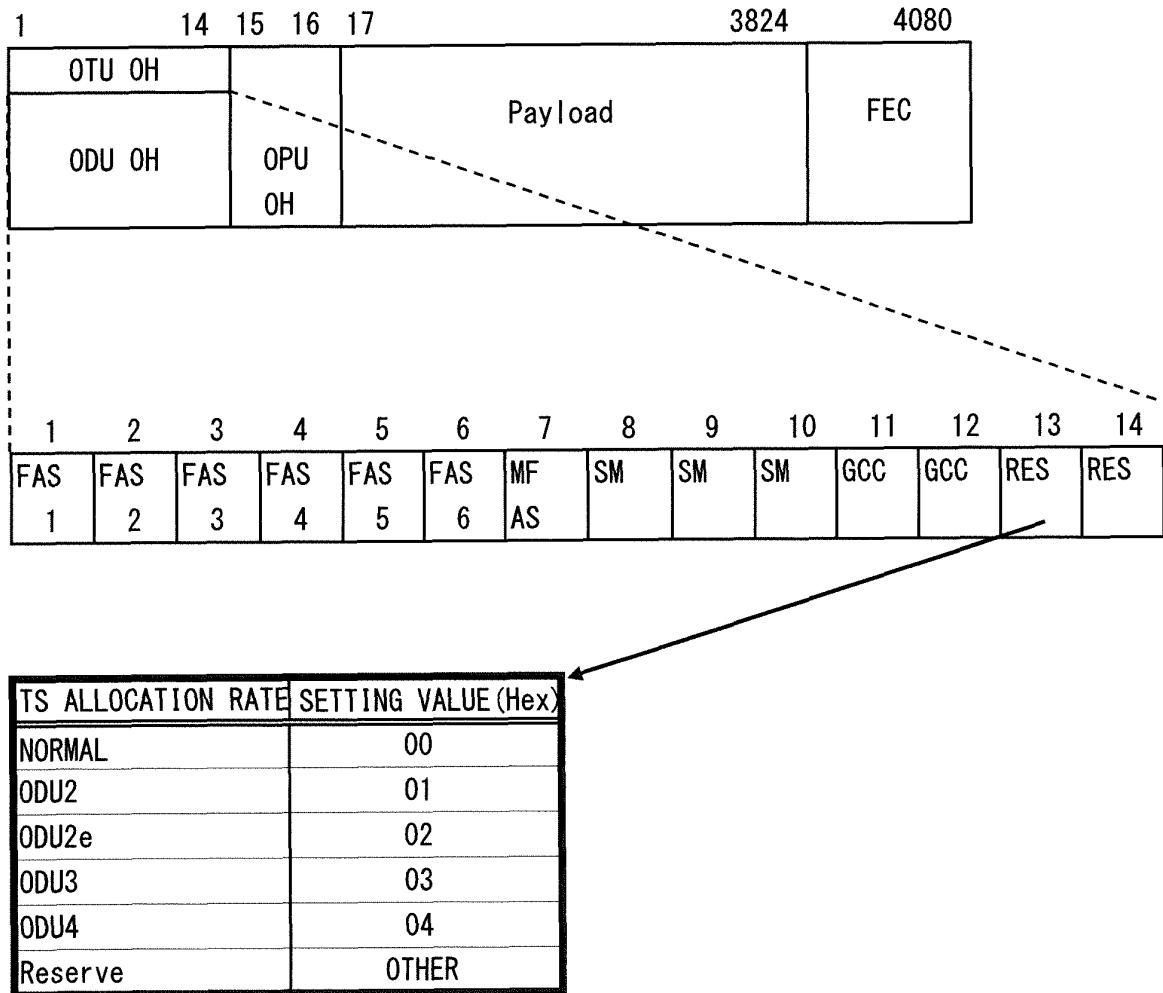 1 14 15 16 17 3824 4080
OTU OH
Payload FEC
ODU OH OPU
OH
1 2 3 4 5 6 7 8 9 10 11 12 13 14
FAS FAS FAS FAS FAS FAS MF SM SM SM GCC GCC RES RES
1 2 3 4 5 6 AS
TS ALLOCATION RATE SETTING VALUE(Hex)
NORMAL 00
ODU2 01
ODU2e 02
ODU3 03
ODU4 04
Reserve OTHER